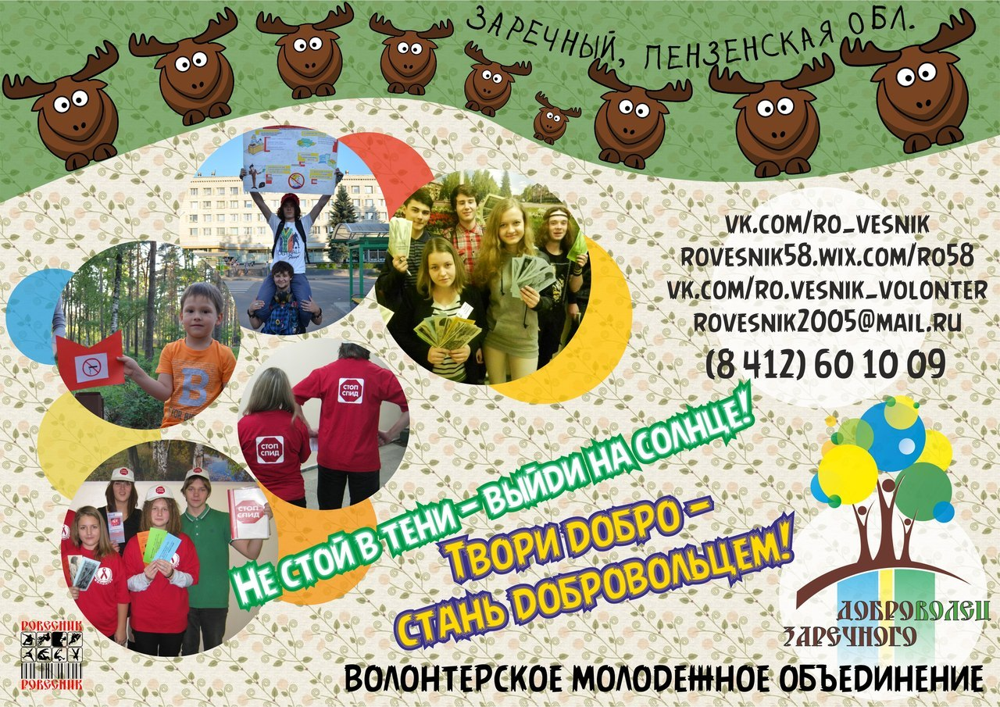 ЗАРЕЧНЫЙ, ПЕНЗЕНСКАЯ ОБЛ.
VK.COM/RO_VESNIK
ROVESNIK58.WIX.COM/RO58
VK.COM/RO.VESNIK_VOLONTER
ROVESNIK2005@MAIL.RU
(8 412) 60 10 09
В
СТОП
СПИД
СТОП
СПИД
СТОП
СПИД
НЕ СТОЙ В ТЕНИ – ВЫЙДИ НА СОЛНЦЕ!
ТВОРИ ДОБРО –
СТАНЬ ДОБРОВОЛЬЦЕМ!
ДОБРОВОЛЕЦ
ЗАРЕЧНОГО
РОВЕСНИК
РОВЕСНИК
ВОЛОНТЕРСКОЕ МОЛОДЕЖНОЕ ОБЪЕДИНЕНИЕ